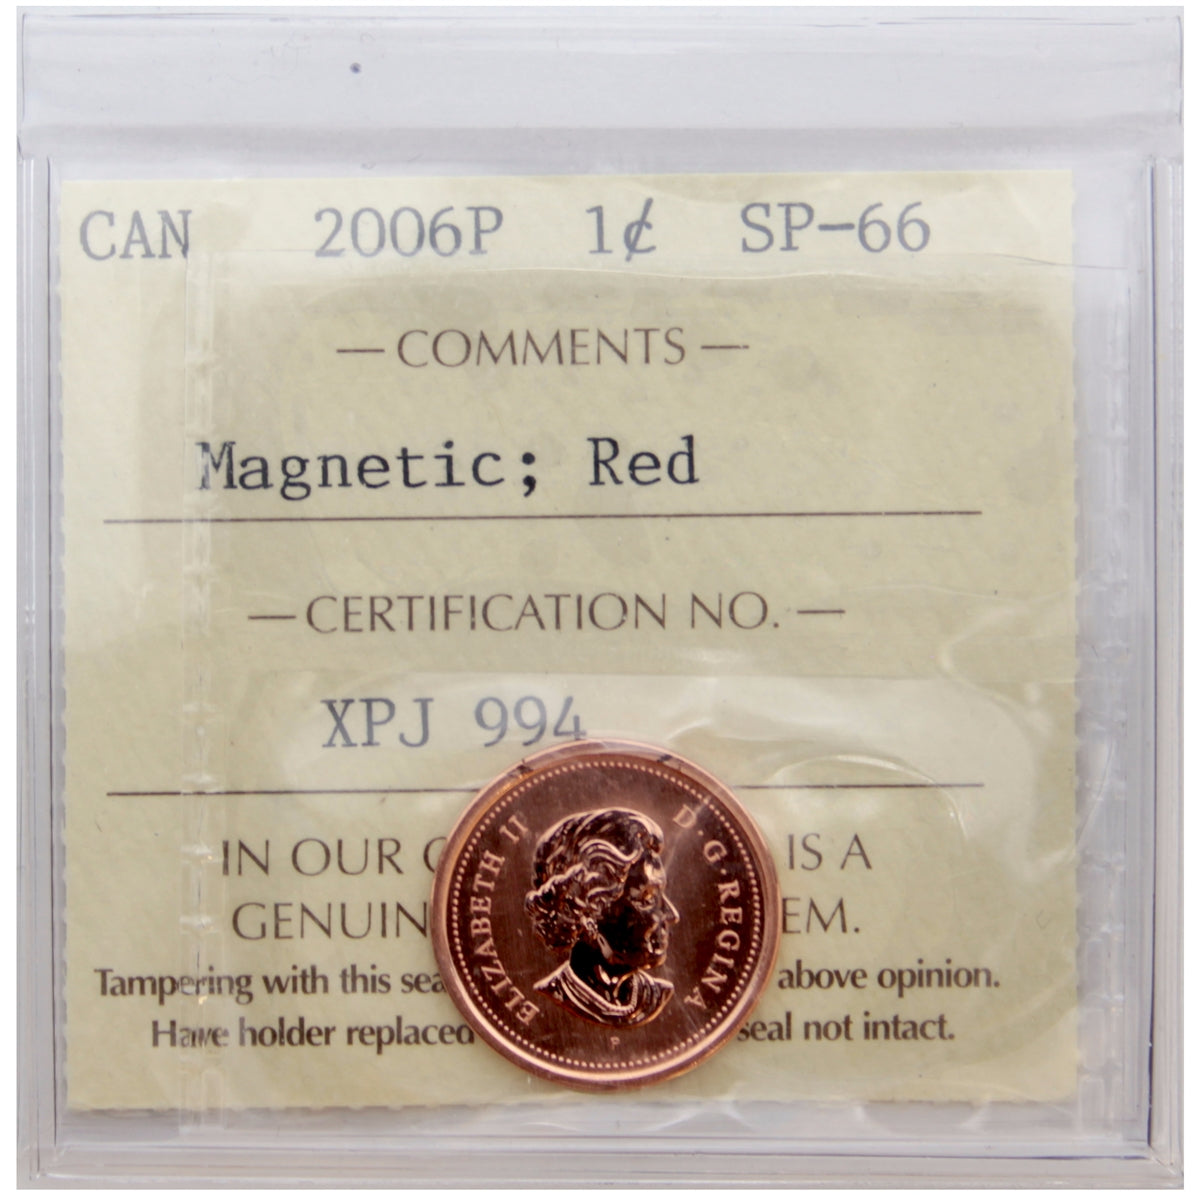 CAN 2006P 1¢ SP-66
— COMMENTS —
Magnetic; Red
— CERTIFICATION NO. —
XPJ 994
IN OUR IS A
GENUIN EM.
Tampering with this sea above opinion.
Have holder replaced seal not intact.
ELIZABETH II D·G·REGINA
P